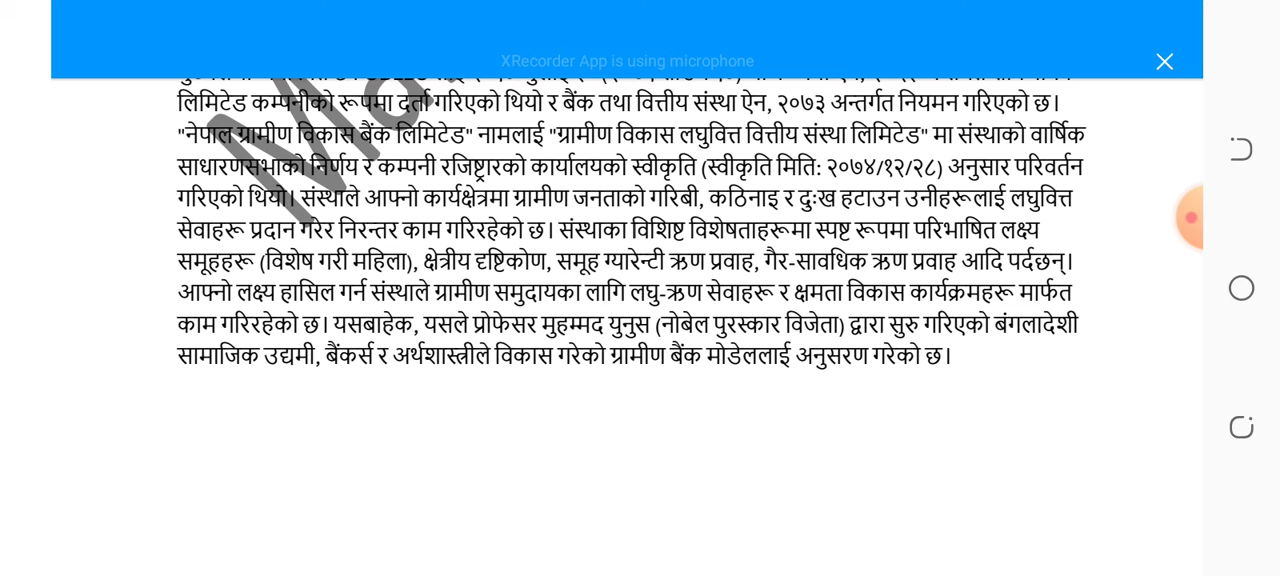 XRecorder App is using microphone
लिमिटेड कम्पनीको रूपमा दर्ता गरिएको थियो र बैंक तथा वित्तीय संस्था ऐन, २०७३ अन्तर्गत नियमन गरिएको छ।
"नेपाल ग्रामीण विकास बैंक लिमिटेड" नामलाई "ग्रामीण विकास लघुवित्त वित्तीय संस्था लिमिटेड" मा संस्थाको वार्षिक
साधारणसभाको निर्णय र कम्पनी रजिष्ट्रारको कार्यालयको स्वीकृति (स्वीकृति मिति: २०७४/१२/२८) अनुसार परिवर्तन
गरिएको थियो। संस्थाले आफ्नो कार्यक्षेत्रमा ग्रामीण जनताको गरिबी, कठिनाइ र दुःख हटाउन उनीहरूलाई लघुवित्त
सेवाहरू प्रदान गरेर निरन्तर काम गरिरहेको छ। संस्थाका विशिष्ट विशेषताहरूमा स्पष्ट रूपमा परिभाषित लक्ष्य
समूहहरू (विशेष गरी महिला), क्षेत्रीय दृष्टिकोण, समूह ग्यारेन्टी ऋण प्रवाह, गैर-सावधिक ऋण प्रवाह आदि पर्दछन्।
आफ्नो लक्ष्य हासिल गर्न संस्थाले ग्रामीण समुदायका लागि लघु-ऋण सेवाहरू र क्षमता विकास कार्यक्रमहरू मार्फत
काम गरिरहेको छ। यसबाहेक, यसले प्रोफेसर मुहम्मद युनुस (नोबेल पुरस्कार विजेता) द्वारा सुरु गरिएको बंगलादेशी
सामाजिक उद्यमी, बैंकर्स र अर्थशास्त्रीले विकास गरेको ग्रामीण बैंक मोडेललाई अनुसरण गरेको छ।